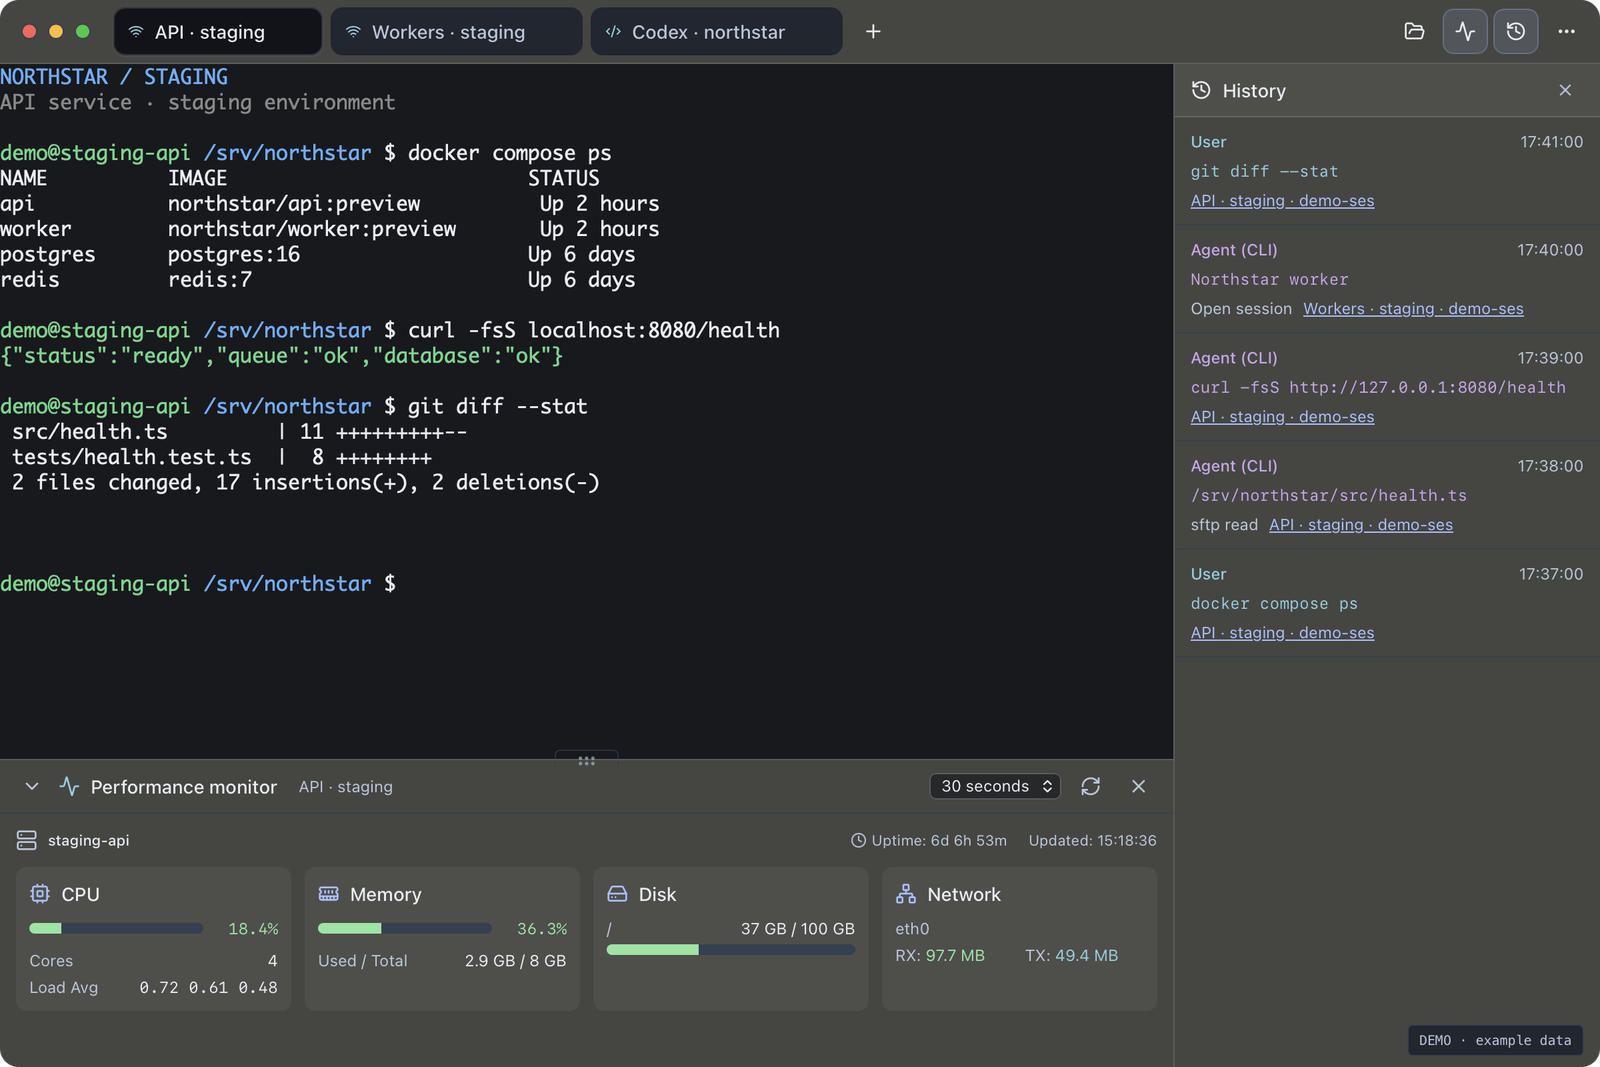 API · staging
Workers · staging
Codex · northstar
NORTHSTAR / STAGING
API service · staging environment
demo@staging-api /srv/northstar $ docker compose ps
NAME IMAGE STATUS
api northstar/api:preview Up 2 hours
worker northstar/worker:preview Up 2 hours
postgres postgres:16 Up 6 days
redis redis:7 Up 6 days
demo@staging-api /srv/northstar $ curl -fsS localhost:8080/health
{"status":"ready","queue":"ok","database":"ok"}
demo@staging-api /srv/northstar $ git diff --stat
src/health.ts | 11 +++++++++--
tests/health.test.ts | 8 ++++++++
2 files changed, 17 insertions(+), 2 deletions(-)
demo@staging-api /srv/northstar $
Performance monitor API · staging 30 seconds
staging-api Uptime: 6d 6h 53m Updated: 15:18:36
CPU
18.4%
Cores 4
Load Avg 0.72 0.61 0.48
Memory
36.3%
Used / Total 2.9 GB / 8 GB
Disk
/ 37 GB / 100 GB
Network
eth0
RX: 97.7 MB TX: 49.4 MB
History
User 17:41:00
git diff --stat
API · staging · demo-ses
Agent (CLI) 17:40:00
Northstar worker
Open session Workers · staging · demo-ses
Agent (CLI) 17:39:00
curl -fsS http://127.0.0.1:8080/health
API · staging · demo-ses
Agent (CLI) 17:38:00
/srv/northstar/src/health.ts
sftp read API · staging · demo-ses
User 17:37:00
docker compose ps
API · staging · demo-ses
DEMO · example data